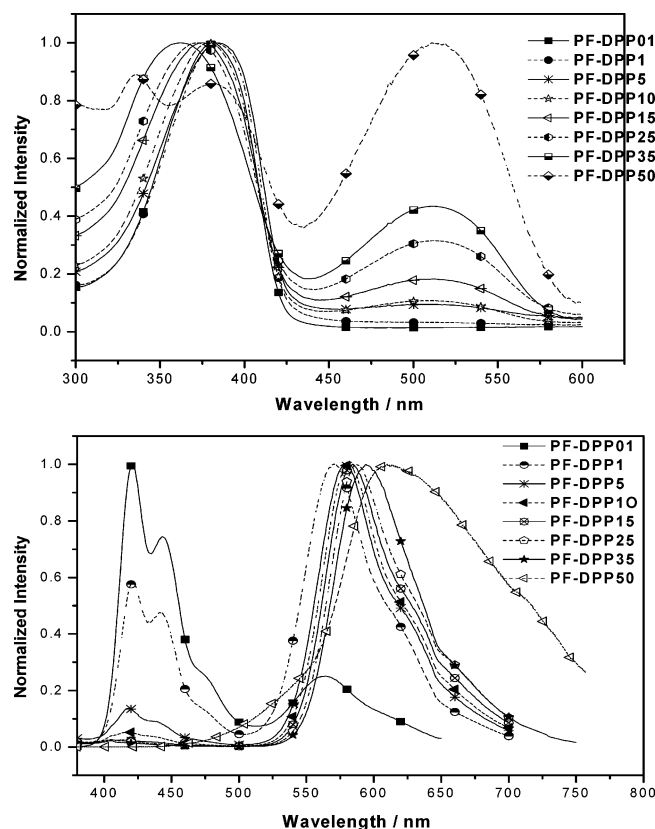 1.0
0.8
0.6
0.4
0.2
0.0
Normalized Intensity
300
350
400
450
500
550
600
Wavelength / nm
PF-DPP01
PF-DPP1
PF-DPP5
PF-DPP10
PF-DPP15
PF-DPP25
PF-DPP35
PF-DPP50
1.0
0.8
0.6
0.4
0.2
0.0
Normalized Intensity
400
450
500
550
600
650
700
750
800
Wavelength / nm
PF-DPP01
PF-DPP1
PF-DPP5
PF-DPP1O
PF-DPP15
PF-DPP25
PF-DPP35
PF-DPP50